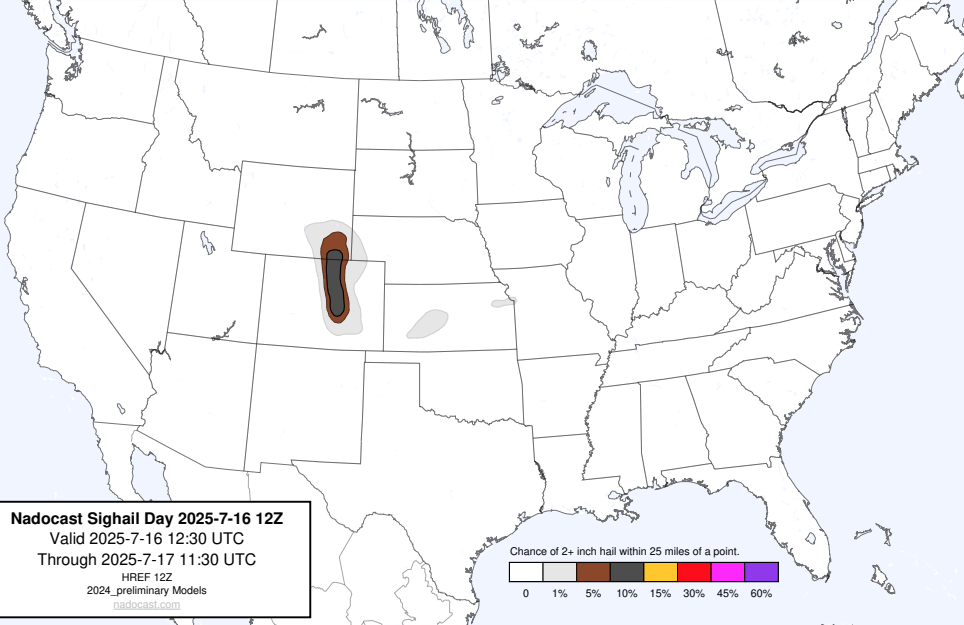 Nadocast Sighail Day 2025-7-16 12Z
Valid 2025-7-16 12:30 UTC
Through 2025-7-17 11:30 UTC
HREF 12Z
2024_preliminary Models
nadocast.com
Chance of 2+ inch hail within 25 miles of a point.
0 1% 5% 10% 15% 30% 45% 60%